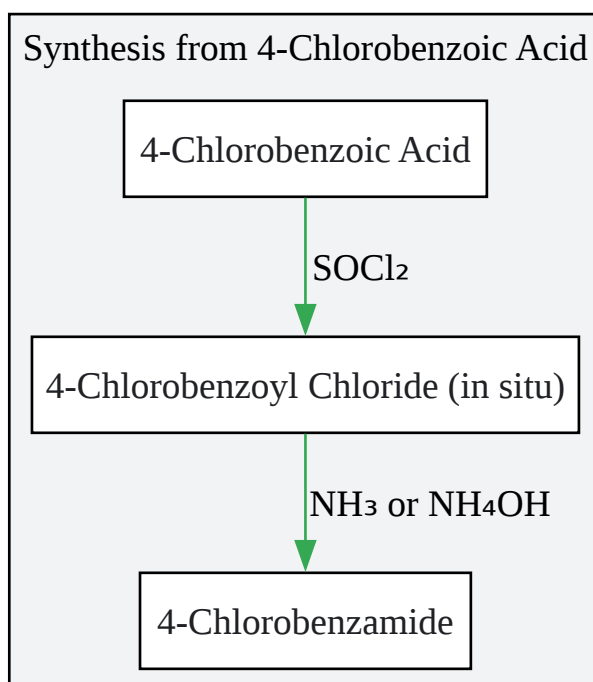 Synthesis from 4-Chlorobenzoic Acid
4-Chlorobenzoic Acid
SOCl₂
4-Chlorobenzoyl Chloride (in situ)
NH₃ or NH₄OH
4-Chlorobenzamide